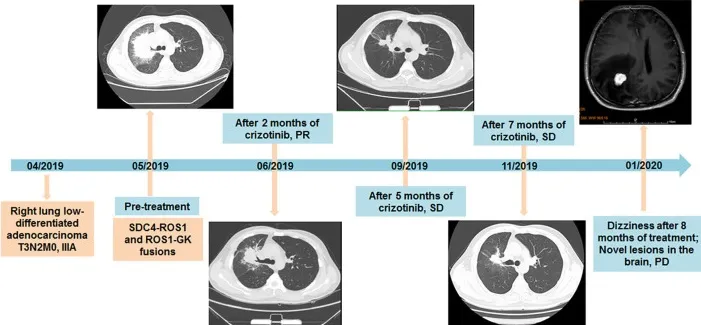 After 2 months of
crizotinib, PR
After 7 months of
crizotinib, SD
04/2019
05/2019
06/2019
09/2019
11/2019
01/2020
Right lung low-
differentiated
adenocarcinoma
T3N2M0, IIIA
Pre-treatment
SDC4-ROS1
and ROS1-GK
fusions
After 5 months of
crizotinib, SD
Dizziness after 8
months of treatment;
Novel lesions in the
brain, PD